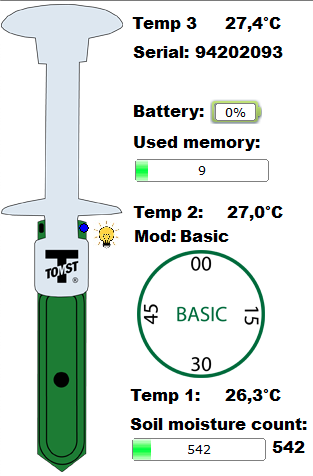 Temp 3 27,4°C
Serial: 94202093
Battery: 0%
Used memory:
9
Temp 2: 27,0°C
Mod: Basic
TOMST
®
00
45 BASIC 15
30
Temp 1: 26,3°C
Soil moisture count:
542 542